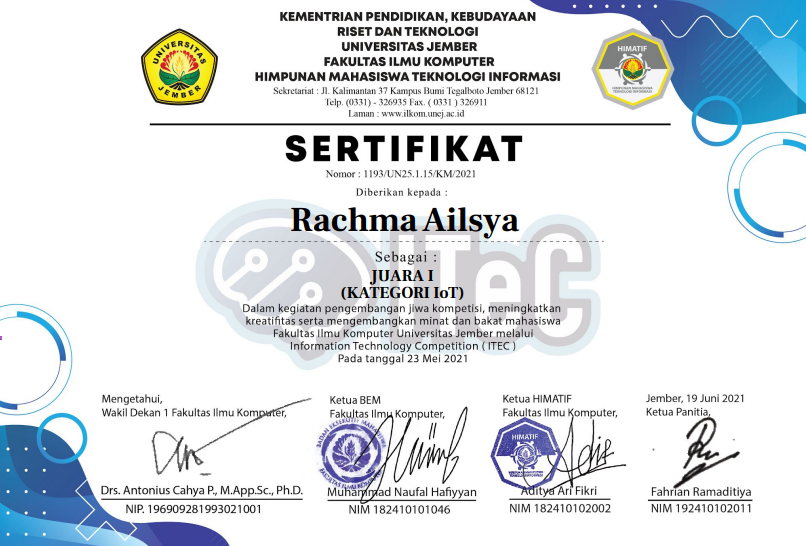 KEMENTRIAN PENDIDIKAN, KEBUDAYAAN
RISET DAN TEKNOLOGI
UNIVERSITAS JEMBER
FAKULTAS ILMU KOMPUTER
HIMPUNAN MAHASISWA TEKNOLOGI INFORMASI
Sekretariat : Jl. Kalimantan 37 Kampus Bumi Tegalboto Jember 68121
Telp. (0331) - 326935 Fax. ( 0331 ) 326911
Laman : www.ilkom.unej.ac.id
UNIVERSITAS
JEMBER
HIMATIF
HIMPUNAN MAHASISWA
TEKNOLOGI INFORMASI
SERTIFIKAT
Nomor : 1193/UN25.1.15/KM/2021
Diberikan kepada :
Rachma Ailsya
ITeC
Sebagai :
JUARA I
(KATEGORI IoT)
Dalam kegiatan pengembangan jiwa kompetisi, meningkatkan
kreatifitas serta mengembangkan minat dan bakat mahasiswa
Fakultas Ilmu Komputer Universitas Jember melalui
Information Technology Competition ( ITEC )
Pada tanggal 23 Mei 2021
Mengetahui,
Wakil Dekan 1 Fakultas Ilmu Komputer,
Drs. Antonius Cahya P., M.App.Sc., Ph.D.
NIP. 196909281993021001
Ketua BEM
Fakultas Ilmu Komputer,
BADAN EKSEKUTIF MAHASISWA
FAKULTAS ILMU KOMPUTER
Muhammad Naufal Hafiyyan
NIM 182410101046
Ketua HIMATIF
Fakultas Ilmu Komputer,
HIMATIF
Aditya Ari Fikri
NIM 182410102002
Jember, 19 Juni 2021
Ketua Panitia,
Fahrian Ramaditiya
NIM 192410102011